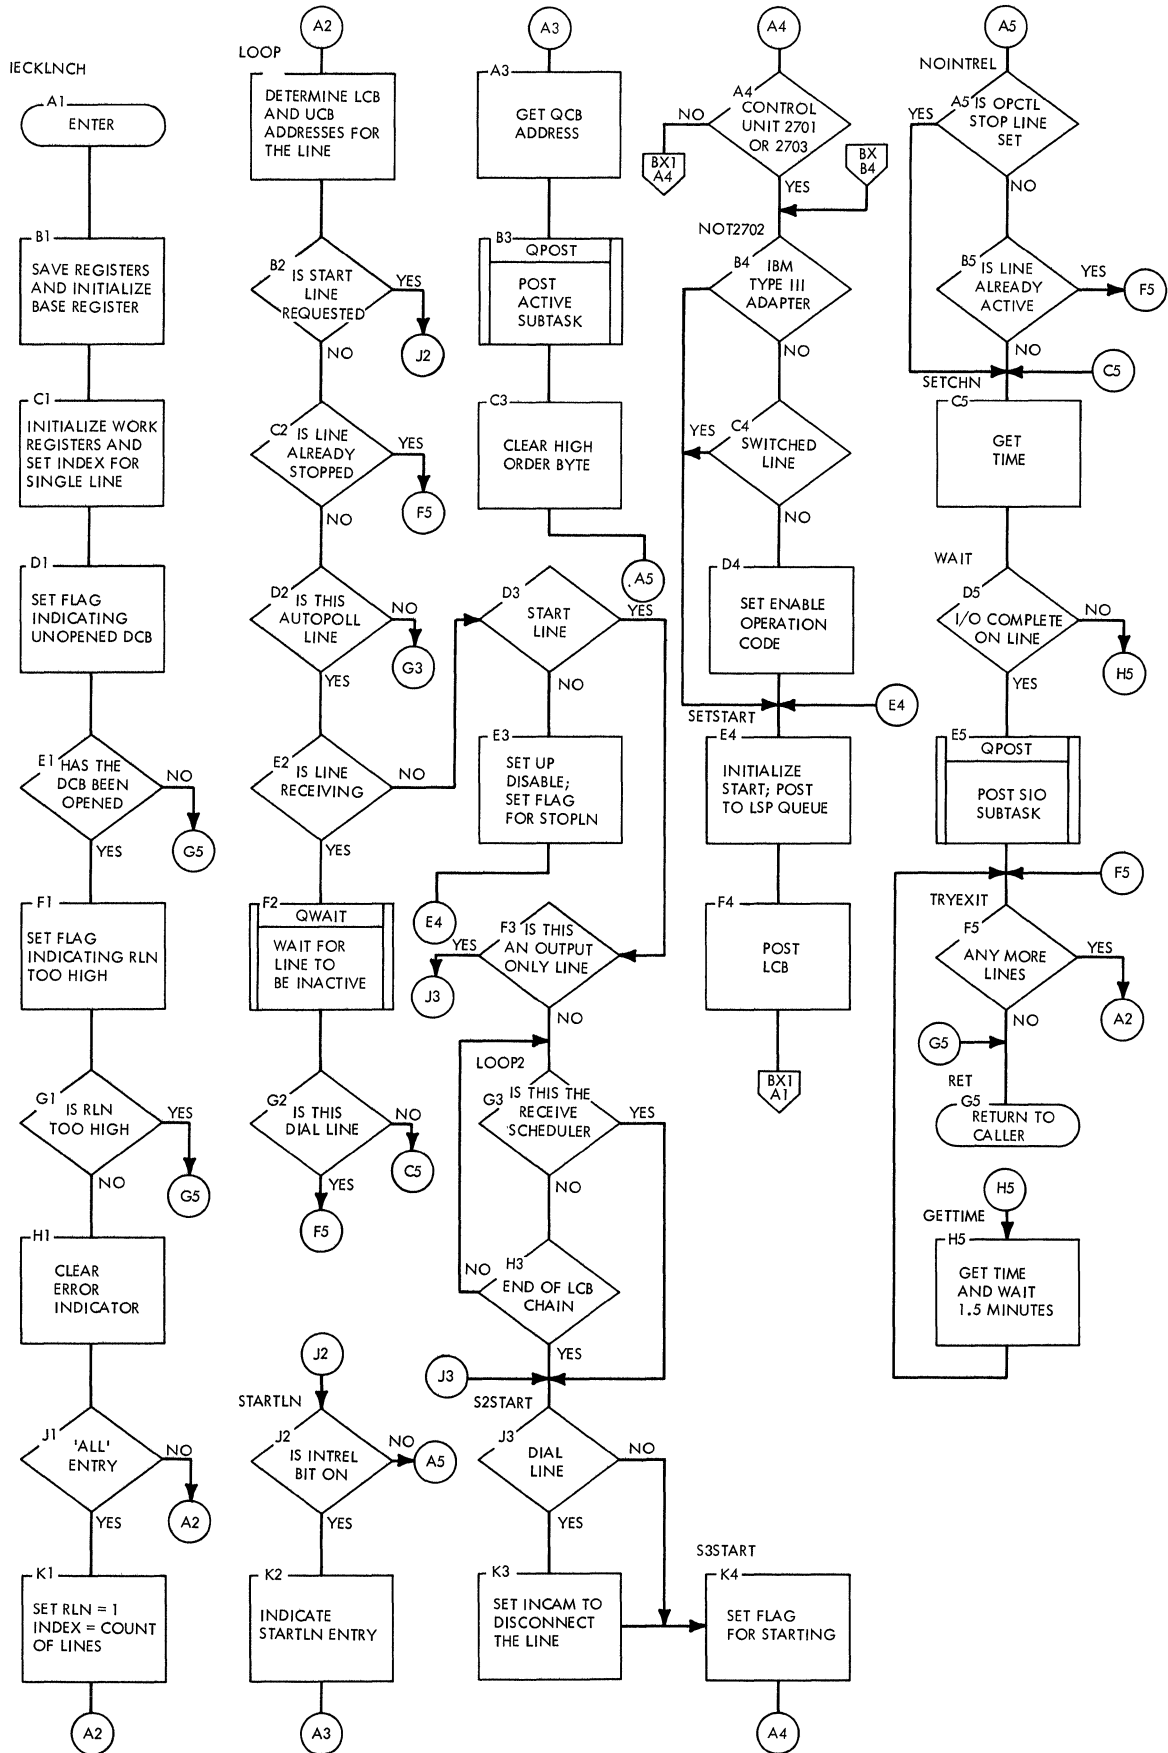 IECKLNCH
A1
ENTER
B1
SAVE REGISTERS
AND INITIALIZE
BASE REGISTER
C1
INITIALIZE WORK
REGISTERS AND
SET INDEX FOR
SINGLE LINE
D1
SET FLAG
INDICATING
UNOPENED DCB
E1
HAS THE
DCB BEEN
OPENED
NO
G5
YES
F1
SET FLAG
INDICATING RLN
TOO HIGH
G1
IS RLN
TOO HIGH
YES
G5
NO
H1
CLEAR
ERROR
INDICATOR
J1
'ALL'
ENTRY
NO
A2
YES
K1
SET RLN = 1
INDEX = COUNT
OF LINES
A2
A2
LOOP
DETERMINE LCB
AND UCB
ADDRESSES FOR
THE LINE
B2
IS START
LINE
REQUESTED
YES
J2
NO
C2
IS LINE
ALREADY
STOPPED
YES
F5
NO
D2
IS THIS
AUTOPOLL
LINE
NO
G3
YES
E2
IS LINE
RECEIVING
NO
YES
F2
QWAIT
WAIT FOR
LINE TO
BE INACTIVE
G2
IS THIS
DIAL LINE
NO
C5
YES
F5
J2
STARTLN
J2
IS INTREL
BIT ON
NO
A5
YES
K2
INDICATE
STARTLN ENTRY
A3
A3
A3
GET QCB
ADDRESS
B3
QPOST
POST
ACTIVE
SUBTASK
C3
CLEAR HIGH
ORDER BYTE
A5
D3
START
LINE
YES
NO
E3
SET UP
DISABLE;
SET FLAG
FOR STOPLN
E4
F3
IS THIS
AN OUTPUT
ONLY LINE
YES
J3
NO
LOOP2
G3
IS THIS THE
RECEIVE
SCHEDULER
YES
NO
H3
END OF LCB
CHAIN
NO
YES
J3
S2START
J3
DIAL
LINE
NO
YES
K3
SET INCAM TO
DISCONNECT
THE LINE
A4
A4
CONTROL
UNIT 2701
OR 2703
NO
BX1
A4
BX
B4
YES
NOT2702
B4
IBM
TYPE III
ADAPTER
NO
C4
SWITCHED
LINE
YES
NO
D4
SET ENABLE
OPERATION
CODE
SETSTART
E4
E4
INITIALIZE
START; POST
TO LSP QUEUE
F4
POST
LCB
BX1
A1
S3START
K4
SET FLAG
FOR STARTING
A4
A5
NOINTREL
A5
IS OPCTL
STOP LINE
SET
YES
NO
B5
IS LINE
ALREADY
ACTIVE
YES
F5
NO
SETCHN
C5
C5
GET
TIME
WAIT
D5
I/O COMPLETE
ON LINE
NO
H5
YES
E5
QPOST
POST SIO
SUBTASK
F5
TRYEXIT
F5
ANY MORE
LINES
YES
A2
NO
G5
RET
G5
RETURN TO
CALLER
H5
GETTIME
H5
GET TIME
AND WAIT
1.5 MINUTES